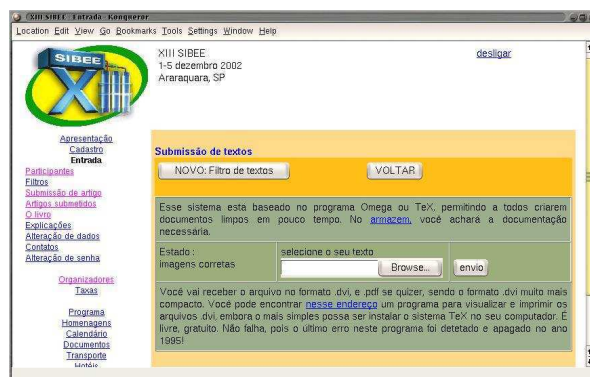 XIII SIBEE Entrada Konqueror
Location Edit View Go Bookmarks Tools Settings Window Help
SIBEE
XIII
XIII SIBEE
1-5 dezembro 2002
Araraquara, SP
desligar
Apresentação
Cadastro
Entrada
Participantes
Filtros
Submissão de artigo
Artigos submetidos
O livro
Explicações
Alteração de dados
Contatos
Alteração de senha
Organizadores
Taxas
Programa
Homenagens
Calendário
Documentos
Transporte
Hotéis
Submissão de textos
NOVO: Filtro de textos
VOLTAR
Esse sistema esta baseado no programa Omega ou TeX, permitindo a todos criarem
documentos limpos em pouco tempo. No armazem, você achará a documentação
necessária.
Estado :
imagens corretas
selecione o seu texto
Browse...
envio
Você vai receber o arquivo no formato .dvi, e .pdf se quizer, sendo o formato .dvi muito mais
compacto. Você pode encontrar nesse endereço um programa para visualizar e imprimir os
arquivos .dvi, embora o mais simples possa ser instalar o sistema TeX no seu computador. É
livre, gratuito. Não falha, pois o último erro neste programa foi detetado e apagado no ano
1995!